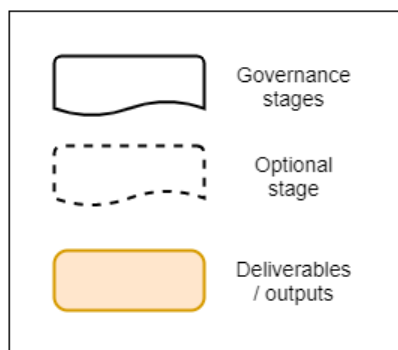 Governance
stages
Optional
stage
Deliverables
/ outputs